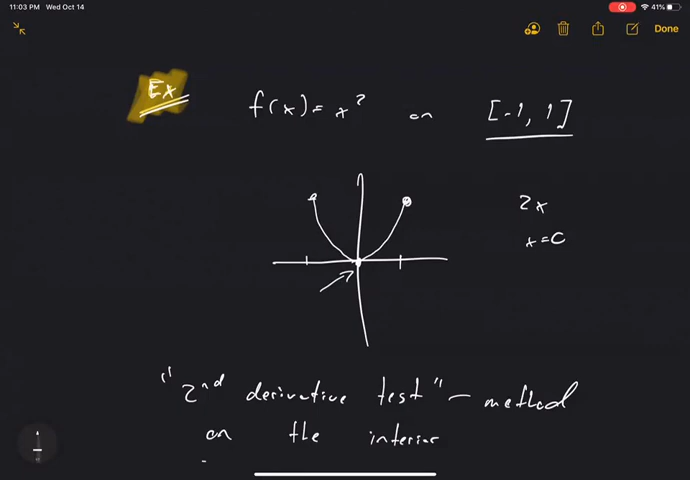 11:03 PM Wed Oct 14
41%
Done
Ex
f(x) = x² on [-1, 1]
2x
x=0
"2nd derivative test" — method
on the interior